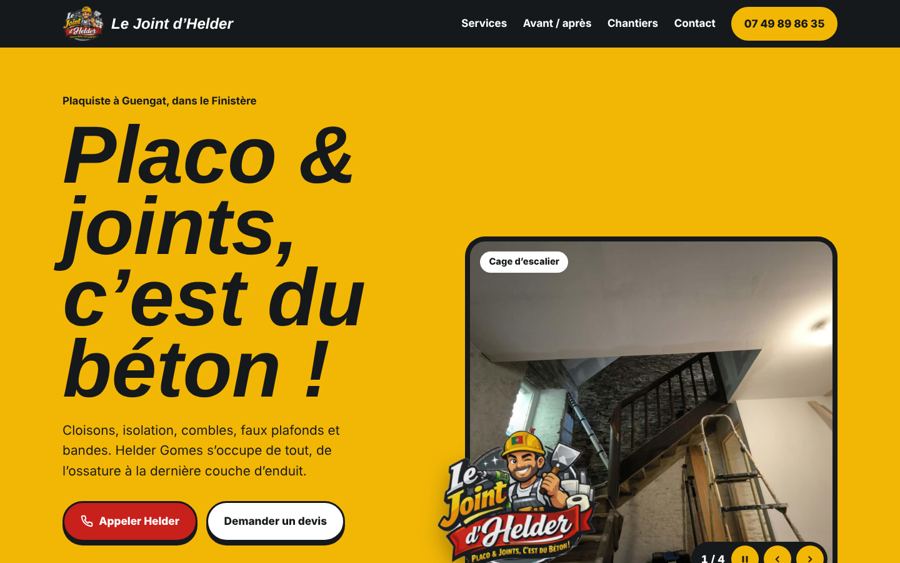 Le Joint d'Helder
Le Joint d’Helder
Services
Avant / après
Chantiers
Contact
07 49 89 86 35
Plaquiste à Guengat, dans le Finistère
Placo &
joints,
c’est du
béton !
Cloisons, isolation, combles, faux plafonds et
bandes. Helder Gomes s’occupe de tout, de
l’ossature à la dernière couche d’enduit.
Appeler Helder
Demander un devis
Cage d’escalier
Le
Joint
d'Helder
Placo & Joints, C'est du Béton !
1 / 4